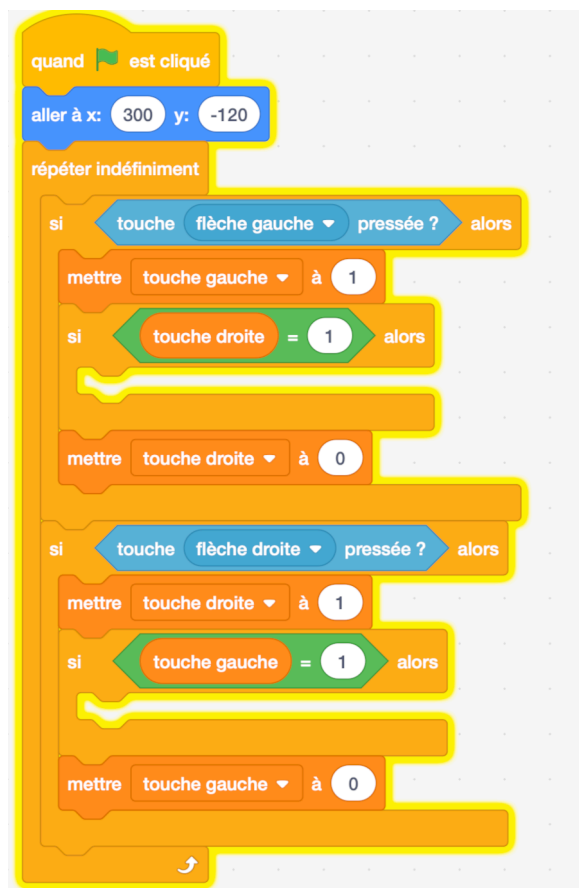 quand est cliqué
aller à x: 300 y: -120
répéter indéfiniment
si touche flèche gauche pressée ? alors
mettre touche gauche à 1
si touche droite = 1 alors
mettre touche droite à 0
si touche flèche droite pressée ? alors
mettre touche droite à 1
si touche gauche = 1 alors
mettre touche gauche à 0